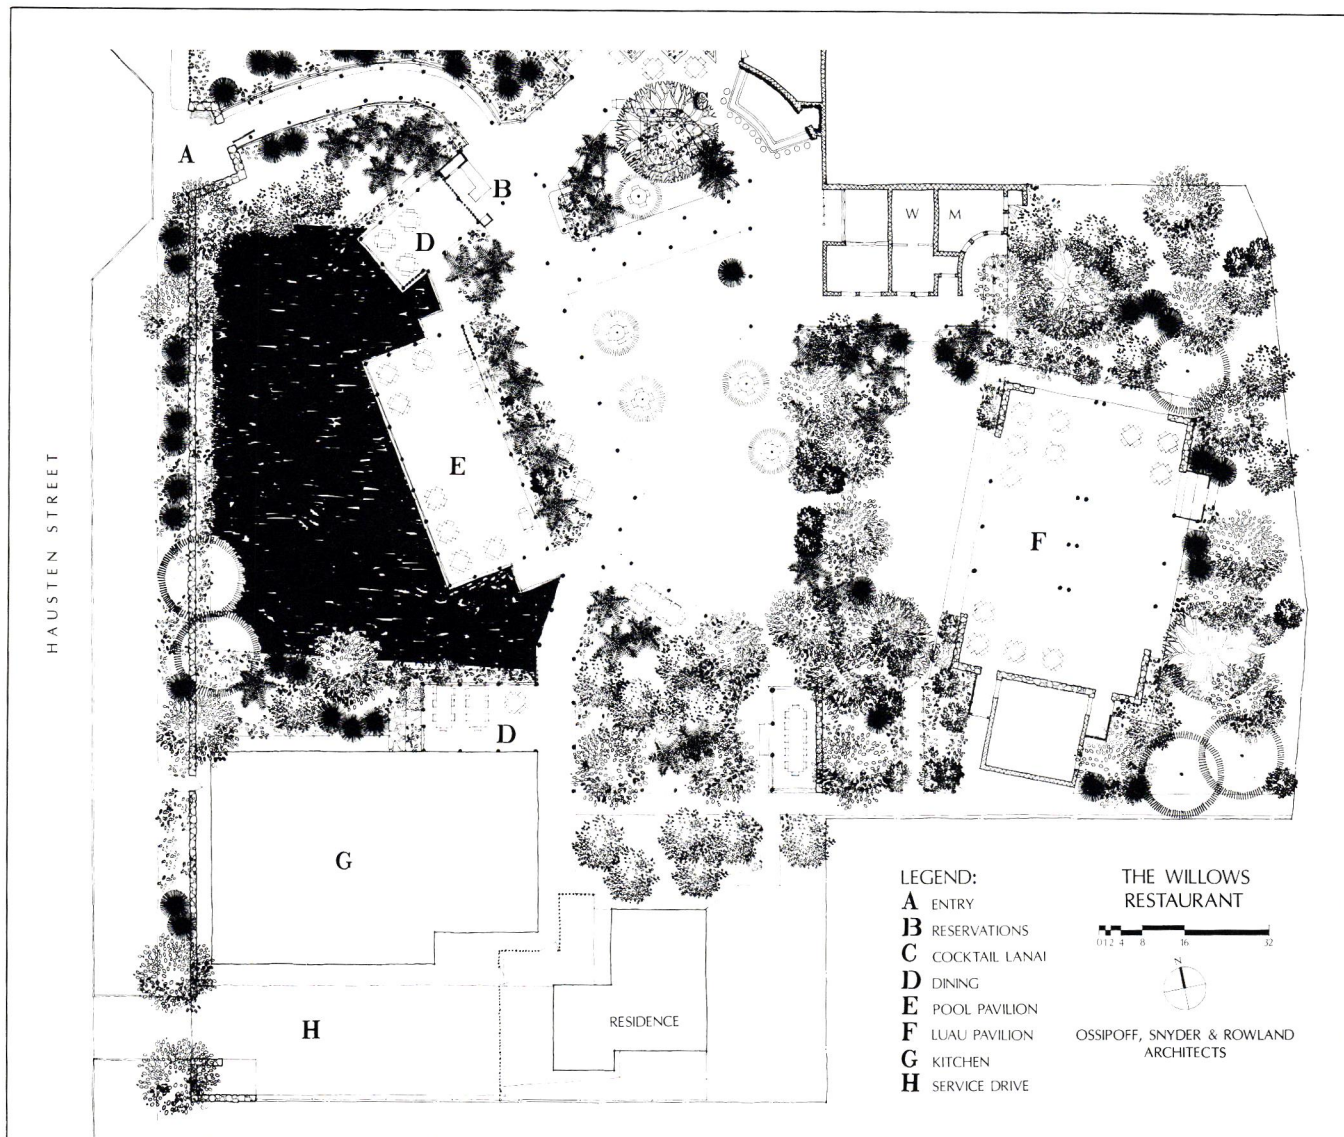 A
B
C
W
M
D
E
F
HAUSTEN STREET
D
G
H
RESIDENCE
LEGEND:
A ENTRY
B RESERVATIONS
C COCKTAIL LANAI
D DINING
E POOL PAVILION
F LUAU PAVILION
G KITCHEN
H SERVICE DRIVE
THE WILLOWS
RESTAURANT
0 1 2 4 8 16 32
N
OSSIPOFF, SNYDER & ROWLAND
ARCHITECTS